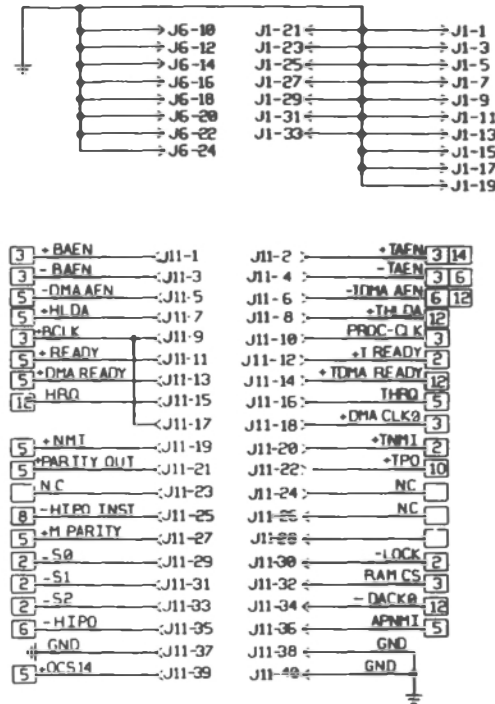 J6-10 J1-21 J1-1
J6-12 J1-23 J1-3
J6-14 J1-25 J1-5
J6-16 J1-27 J1-7
J6-18 J1-29 J1-9
J6-20 J1-31 J1-11
J6-22 J1-33 J1-13
J6-24 J1-15
J1-17
J1-19
3 +BAEN J11-1 J11-2 +TAEN 3 14
3 -BAEN J11-3 J11-4 -TAEN 3 6
5 -DMA AEN J11-5 J11-6 -TDMA AEN 6 12
5 +HLDA J11-7 J11-8 +THLDA 12
3 +BCLK J11-9 J11-10 PROC-CLK 3
5 +READY J11-11 J11-12 +T READY 2
5 +DMA READY J11-13 J11-14 +TDMA READY 12
12 HRQ J11-15 J11-16 THRQ 5
J11-17 J11-18 +DMA CLK0 3
5 +NMI J11-19 J11-20 +TNMI 2
5 +PARITY OUT J11-21 J11-22 +TPO 10
NC J11-23 J11-24 NC
8 -HIPO INST J11-25 J11-26 NC
5 +M PARITY J11-27 J11-28
2 -S0 J11-29 J11-30 -LOCK 2
2 -S1 J11-31 J11-32 RAM CS 3
2 -S2 J11-33 J11-34 -DACK0 12
6 -HIPO J11-35 J11-36 APNMI 5
GND J11-37 J11-38 GND
5 +OCS14 J11-39 J11-40 GND